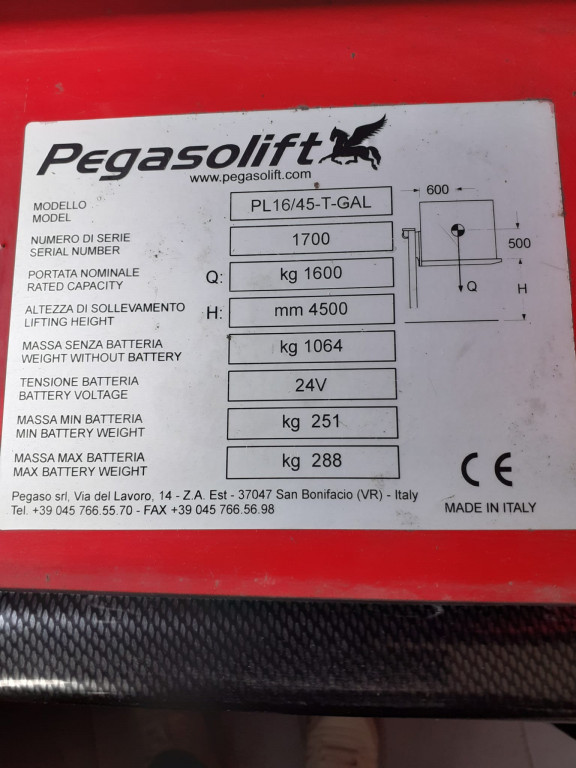 Pegasolift
www.pegasolift.com
MODELLO
MODEL
PL16/45-T-GAL
NUMERO DI SERIE
SERIAL NUMBER
1700
PORTATA NOMINALE
RATED CAPACITY
Q:
kg 1600
ALTEZZA DI SOLLEVAMENTO
LIFTING HEIGHT
H:
mm 4500
MASSA SENZA BATTERIA
WEIGHT WITHOUT BATTERY
kg 1064
TENSIONE BATTERIA
BATTERY VOLTAGE
24V
MASSA MIN BATTERIA
MIN BATTERY WEIGHT
kg 251
MASSA MAX BATTERIA
MAX BATTERY WEIGHT
kg 288
600
500
Q
H
CE
MADE IN ITALY
Pegaso srl, Via del Lavoro, 14 - Z.A. Est - 37047 San Bonifacio (VR) - Italy
Tel. +39 045 766.55.70 - FAX +39 045 766.56.98